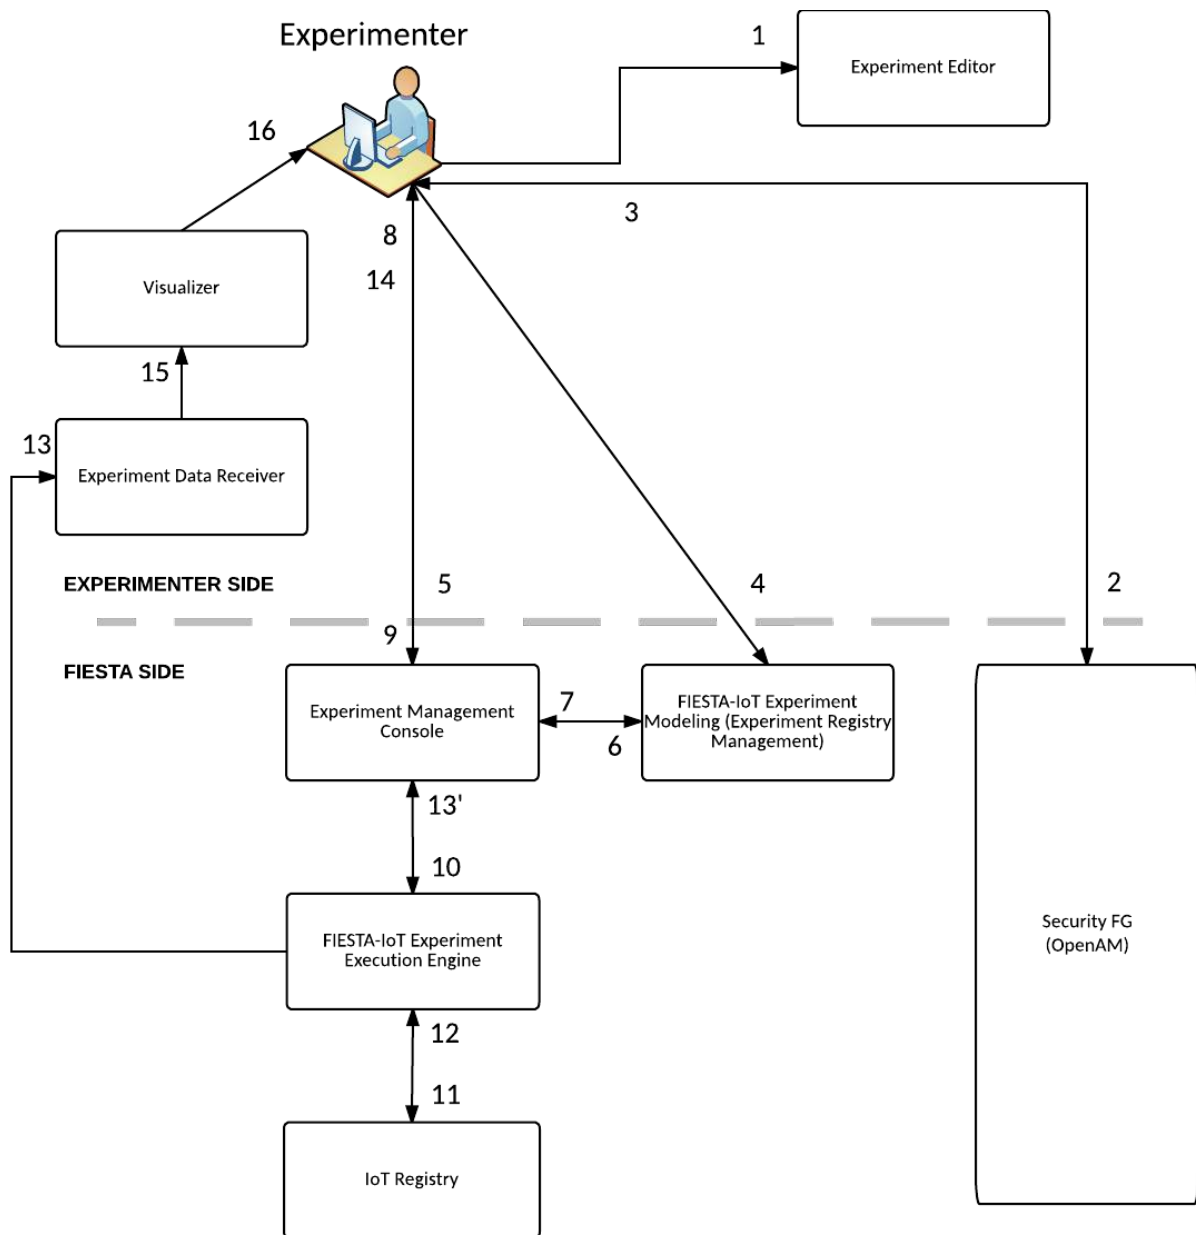 Experimenter
1
Experiment Editor
16
3
8
14
Visualizer
15
13
Experiment Data Receiver
EXPERIMENTER SIDE
5
4
2
9
FIESTA SIDE
Experiment Management
Console
7
6
FIESTA-IoT Experiment
Modeling (Experiment Registry
Management)
13'
10
FIESTA-IoT Experiment
Execution Engine
Security FG
(OpenAM)
12
11
IoT Registry